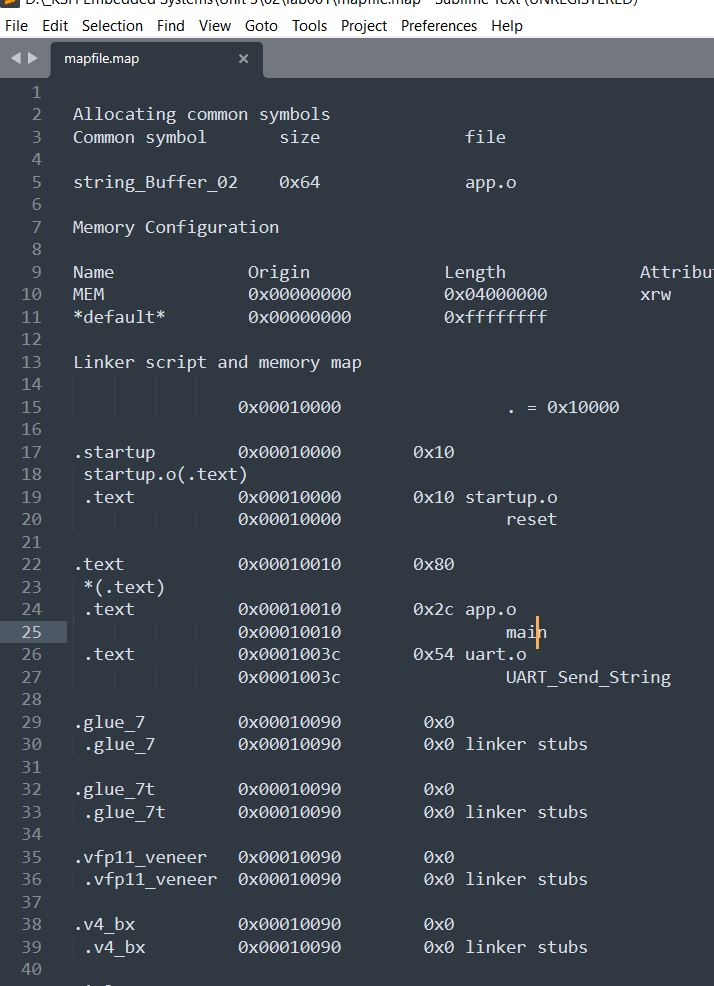 File Edit Selection Find View Goto Tools Project Preferences Help
mapfile.map ×
1
2 Allocating common symbols
3 Common symbol size file
4
5 string_Buffer_02 0x64 app.o
6
7 Memory Configuration
8
9 Name Origin Length
10 MEM 0x00000000 0x04000000 xrw
11 *default* 0x00000000 0xffffffff
12
13 Linker script and memory map
14
15 0x00010000 . = 0x10000
16
17 .startup 0x00010000 0x10
18 startup.o(.text)
19 .text 0x00010000 0x10 startup.o
20 0x00010000 reset
21
22 .text 0x00010010 0x80
23 *(.text)
24 .text 0x00010010 0x2c app.o
25 0x00010010 main
26 .text 0x0001003c 0x54 uart.o
27 0x0001003c UART_Send_String
28
29 .glue_7 0x00010090 0x0
30 .glue_7 0x00010090 0x0 linker stubs
31
32 .glue_7t 0x00010090 0x0
33 .glue_7t 0x00010090 0x0 linker stubs
34
35 .vfp11_veneer 0x00010090 0x0
36 .vfp11_veneer 0x00010090 0x0 linker stubs
37
38 .v4_bx 0x00010090 0x0
39 .v4_bx 0x00010090 0x0 linker stubs
40